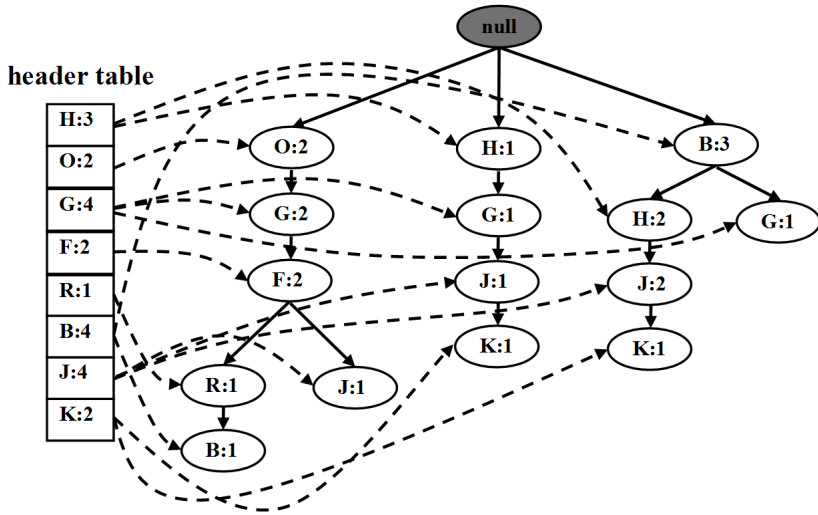 null
header table
H:3
O:2
G:4
F:2
R:1
B:4
J:4
K:2
O:2
H:1
B:3
G:2
G:1
H:2
G:1
F:2
J:1
J:2
K:1
K:1
R:1
J:1
B:1